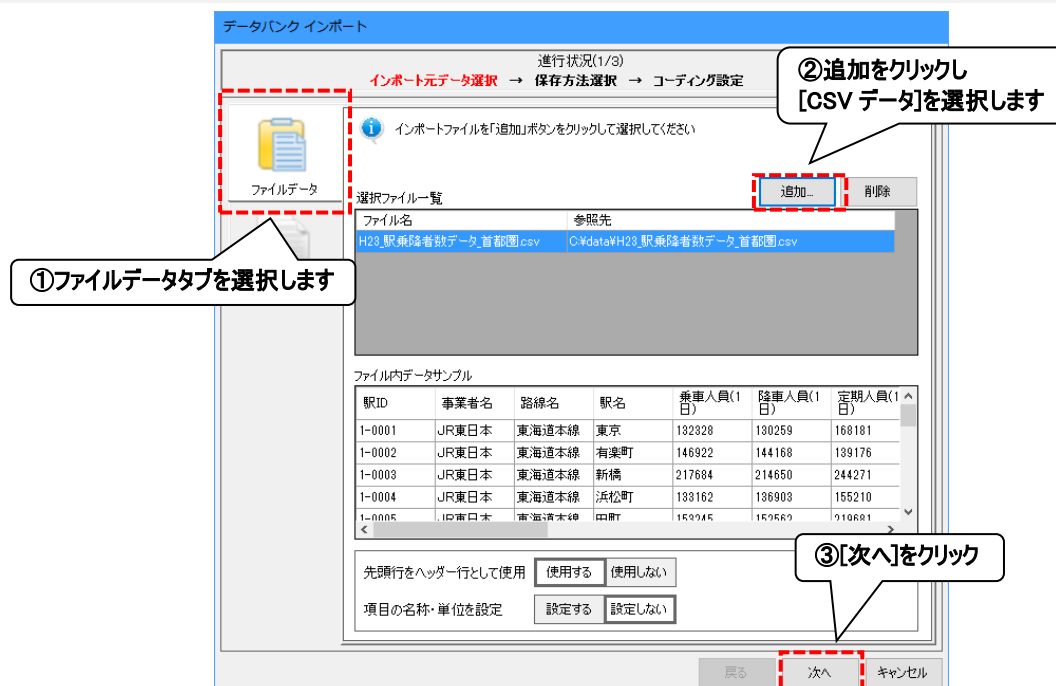 データバンク インポート
進行状況(1/3)
インポート元データ選択 → 保存方法選択 → コーディング設定
②追加をクリックし
[CSV データ]を選択します
インポートファイルを「追加」ボタンをクリックして選択してください
ファイルデータ
追加...
削除
選択ファイル一覧
ファイル名 参照先
H23_駅乗降者数データ_首都圏.csv C:¥data¥H23_駅乗降者数データ_首都圏.csv
①ファイルデータタブを選択します
ファイル内データサンプル
駅ID 事業者名 路線名 駅名 乗車人員(1日) 降車人員(1日) 定期人員(1日)
1-0001 JR東日本 東海道本線 東京 132328 130259 168181
1-0002 JR東日本 東海道本線 有楽町 146922 144168 139176
1-0003 JR東日本 東海道本線 新橋 217684 214650 244271
1-0004 JR東日本 東海道本線 浜松町 133162 136903 155210
1-0005 JR東日本 東海道本線 田町 153245 152562 219681
③[次へ]をクリック
先頭行をヘッダー行として使用 使用する 使用しない
項目の名称・単位を設定 設定する 設定しない
戻る 次へ キャンセル